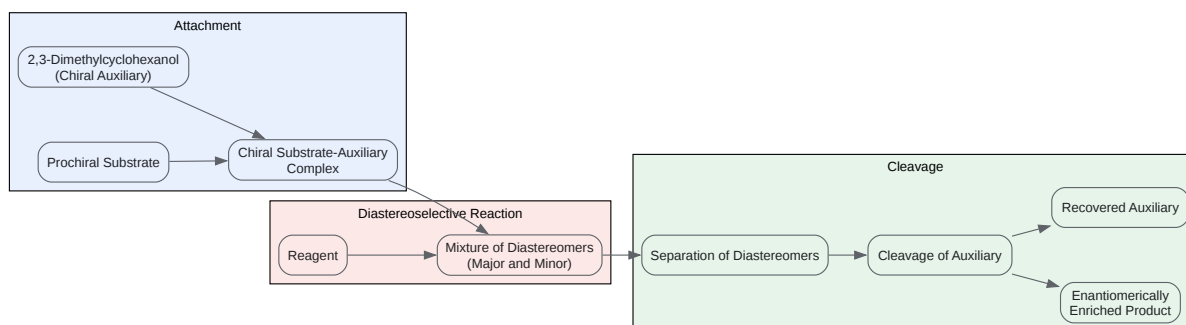 Attachment
2,3-Dimethylcyclohexanol
(Chiral Auxiliary)
Prochiral Substrate
Chiral Substrate-Auxiliary
Complex
Diastereoselective Reaction
Reagent
Mixture of Diastereomers
(Major and Minor)
Cleavage
Separation of Diastereomers
Cleavage of Auxiliary
Recovered Auxiliary
Enantiomerically
Enriched Product